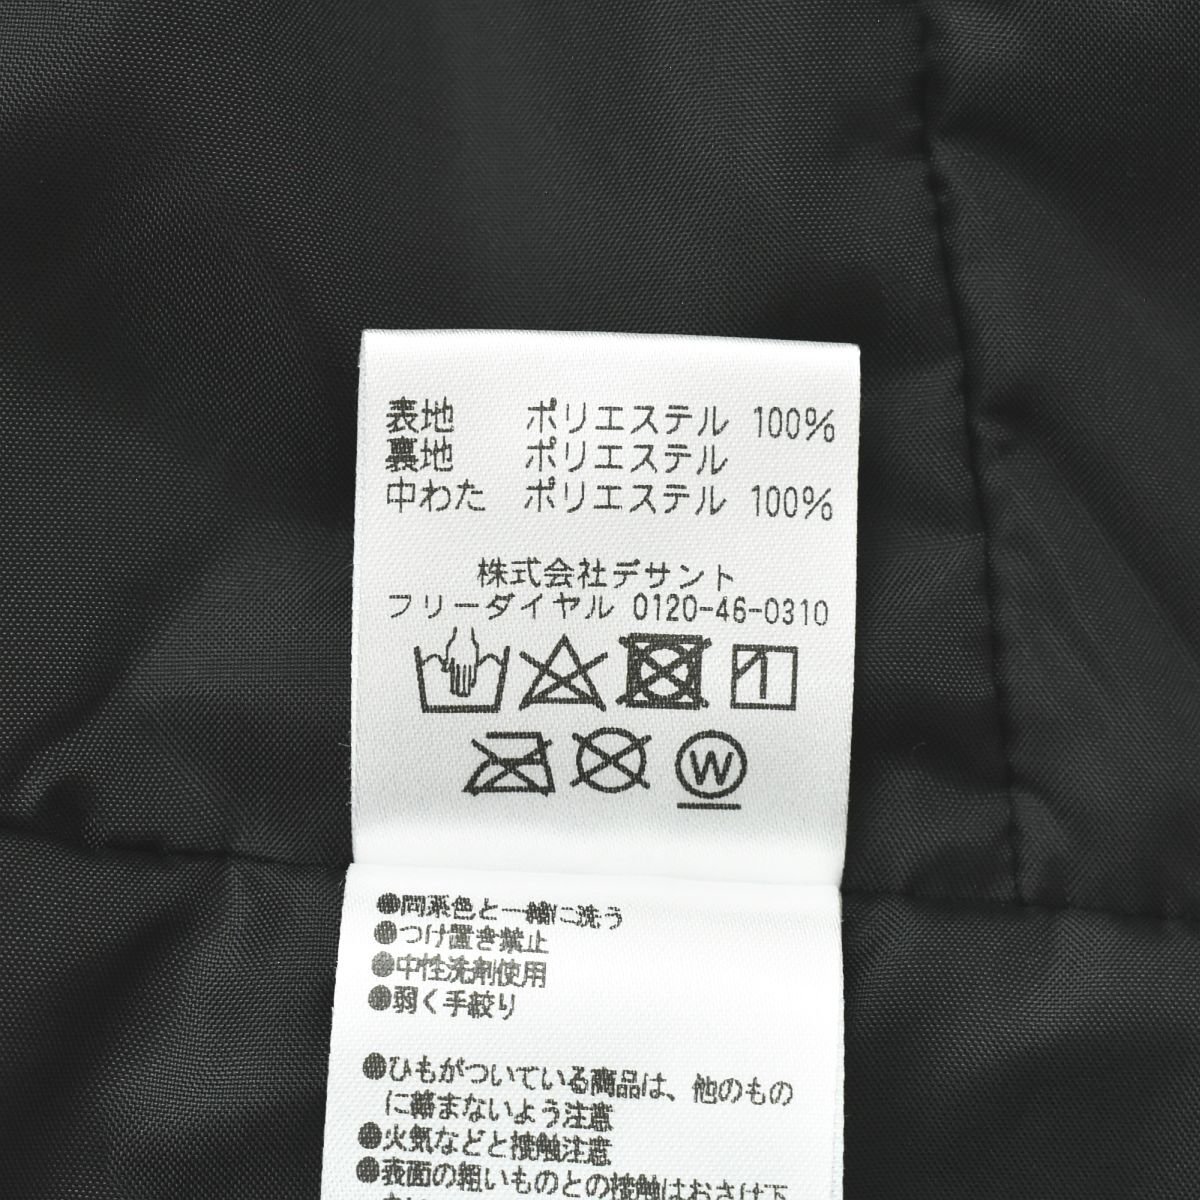 表地 ポリエステル 100%
裏地 ポリエステル
中わた ポリエステル 100%
株式会社デサント
フリーダイヤル 0120-46-0310
W
●同系色と一緒に洗う
●つけ置き禁止
●中性洗剤使用
●弱く手絞り
●ひもがついている商品は、他のもの
に絡まないよう注意
●火気などと接触注意
●表面の粗いものとの接触はおさけ下